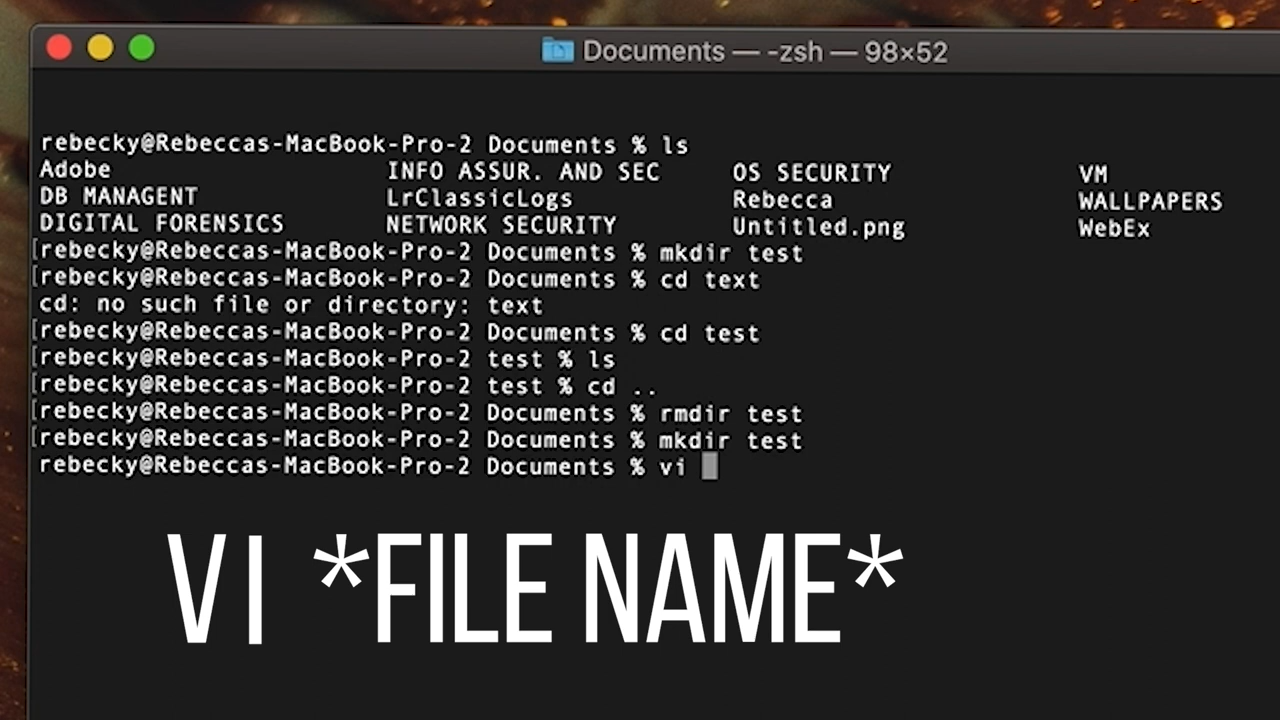 Documents — -zsh — 98×52
rebecky@Rebeccas-MacBook-Pro-2 Documents % ls
Adobe INFO ASSUR. AND SEC OS SECURITY VM
DB MANAGENT LrClassicLogs Rebecca WALLPAPERS
DIGITAL FORENSICS NETWORK SECURITY Untitled.png WebEx
[rebecky@Rebeccas-MacBook-Pro-2 Documents % mkdir test
[rebecky@Rebeccas-MacBook-Pro-2 Documents % cd text
cd: no such file or directory: text
[rebecky@Rebeccas-MacBook-Pro-2 Documents % cd test
[rebecky@Rebeccas-MacBook-Pro-2 test % ls
[rebecky@Rebeccas-MacBook-Pro-2 test % cd ..
[rebecky@Rebeccas-MacBook-Pro-2 Documents % rmdir test
[rebecky@Rebeccas-MacBook-Pro-2 Documents % mkdir test
rebecky@Rebeccas-MacBook-Pro-2 Documents % vi
VI *FILE NAME*